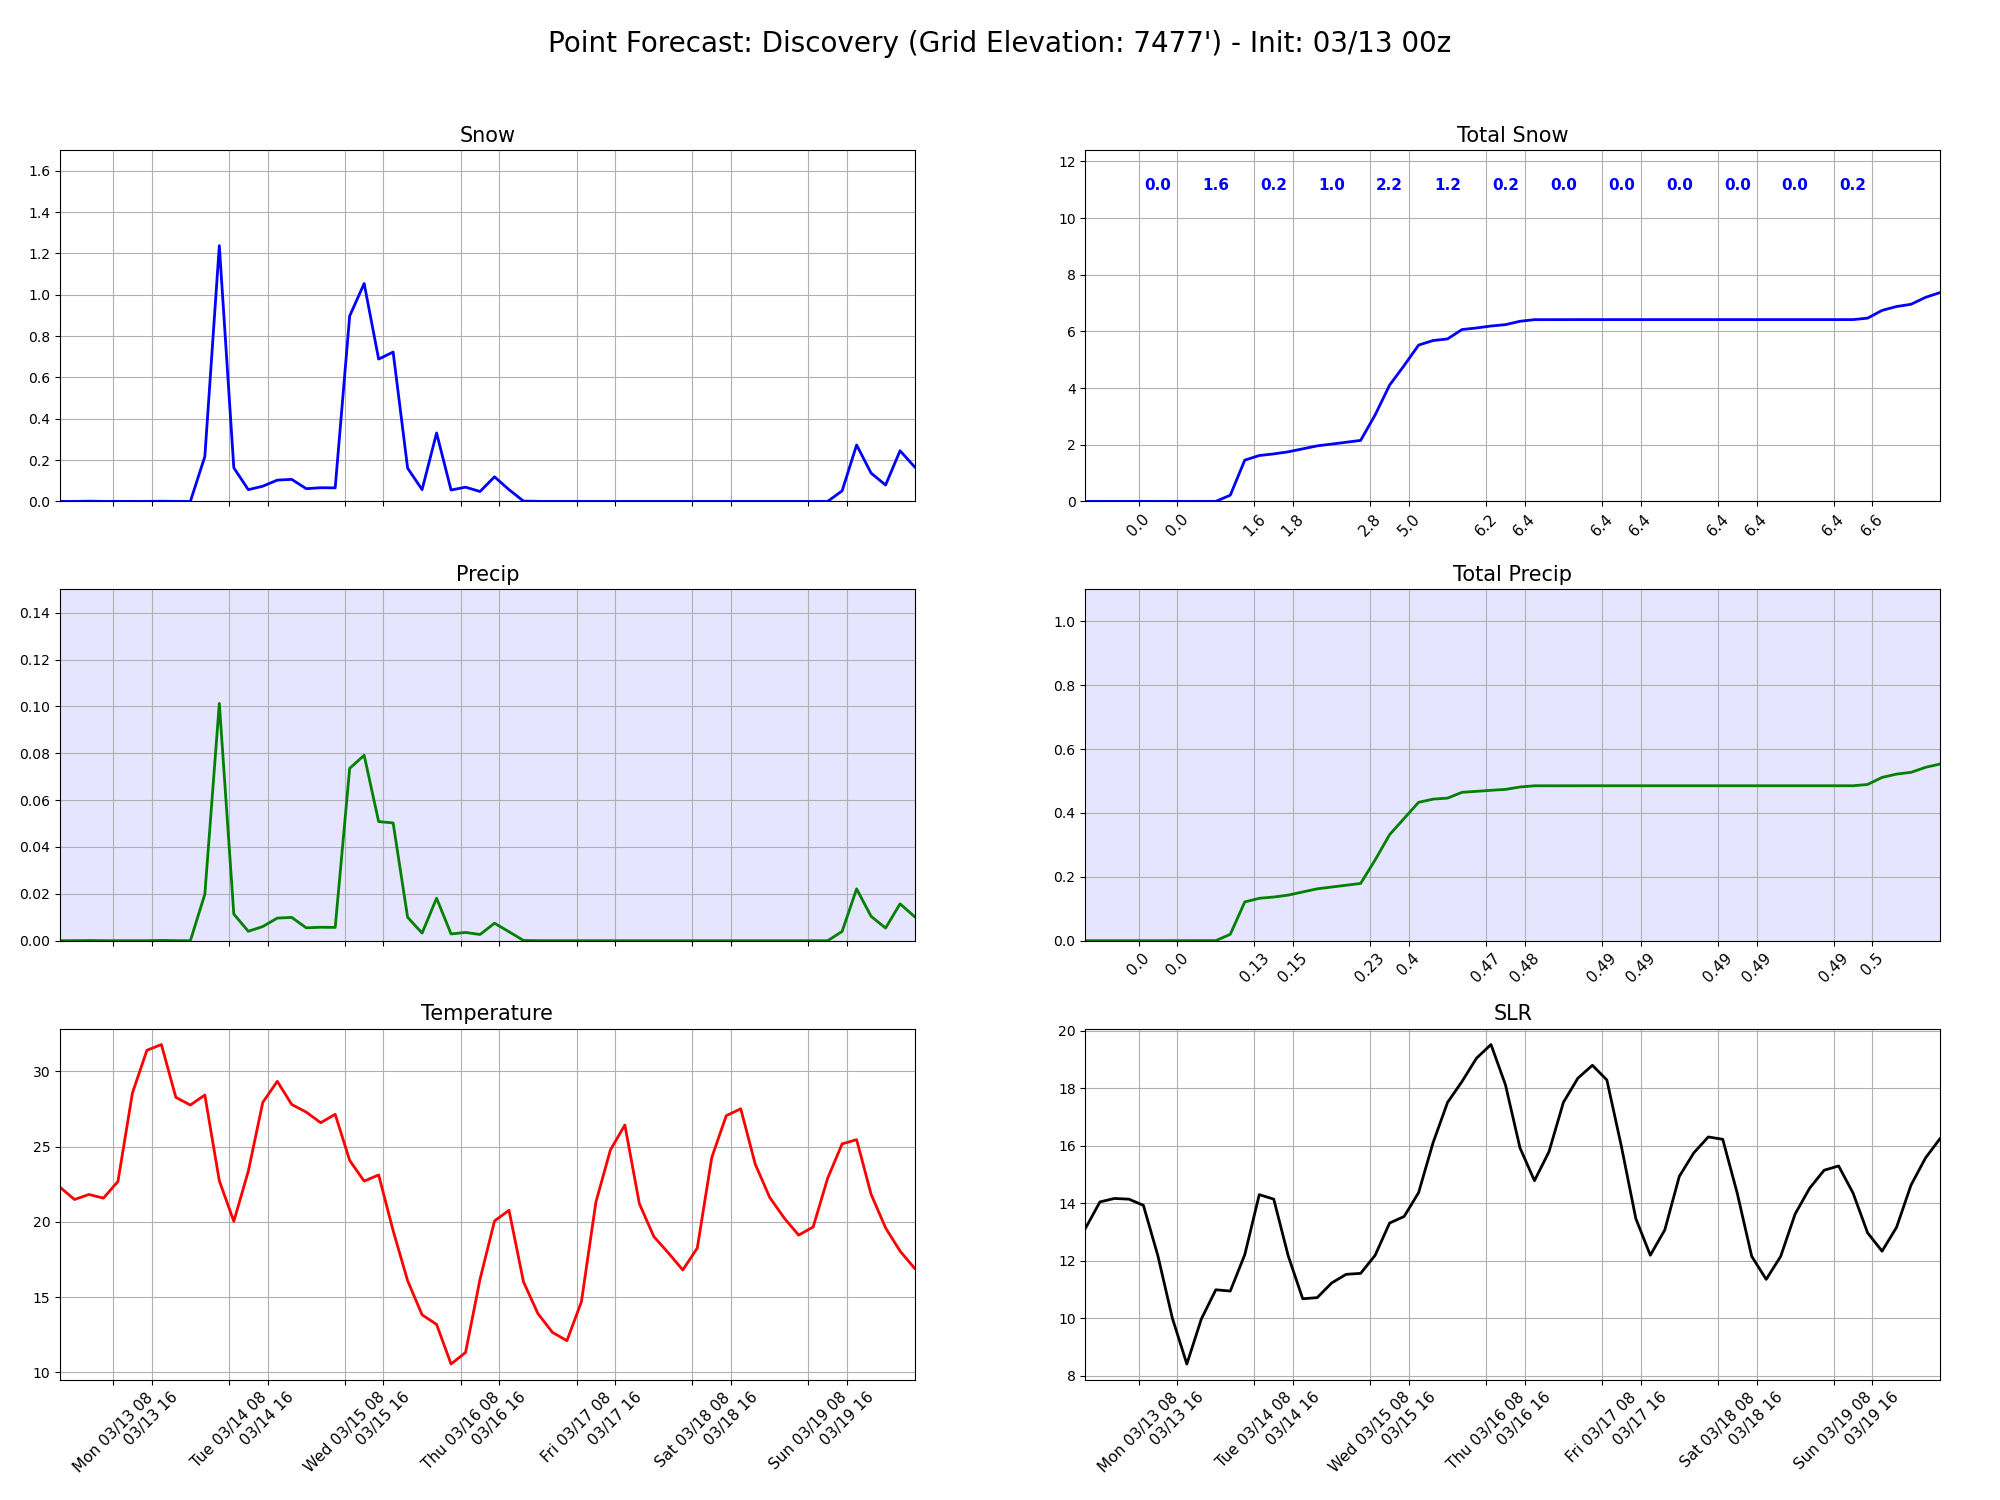 Point Forecast: Discovery (Grid Elevation: 7477') - Init: 03/13 00z
Snow
1.6
1.4
1.2
1.0
0.8
0.6
0.4
0.2
0.0
Total Snow
12
10
8
6
4
2
0
0.0 1.6 0.2 1.0 2.2 1.2 0.2 0.0 0.0 0.0 0.0 0.0 0.2
0.0 0.0 1.6 1.8 2.8 5.0 6.2 6.4 6.4 6.4 6.4 6.4 6.4 6.6
Precip
0.14
0.12
0.10
0.08
0.06
0.04
0.02
0.00
Total Precip
1.0
0.8
0.6
0.4
0.2
0.0
0.0 0.0 0.13 0.15 0.23 0.4 0.47 0.48 0.49 0.49 0.49 0.49 0.49 0.5
Temperature
30
25
20
15
10
Mon 03/13 08
03/13 16
Tue 03/14 08
03/14 16
Wed 03/15 08
03/15 16
Thu 03/16 08
03/16 16
Fri 03/17 08
03/17 16
Sat 03/18 08
03/18 16
Sun 03/19 08
03/19 16
SLR
20
18
16
14
12
10
8
Mon 03/13 08
03/13 16
Tue 03/14 08
03/14 16
Wed 03/15 08
03/15 16
Thu 03/16 08
03/16 16
Fri 03/17 08
03/17 16
Sat 03/18 08
03/18 16
Sun 03/19 08
03/19 16